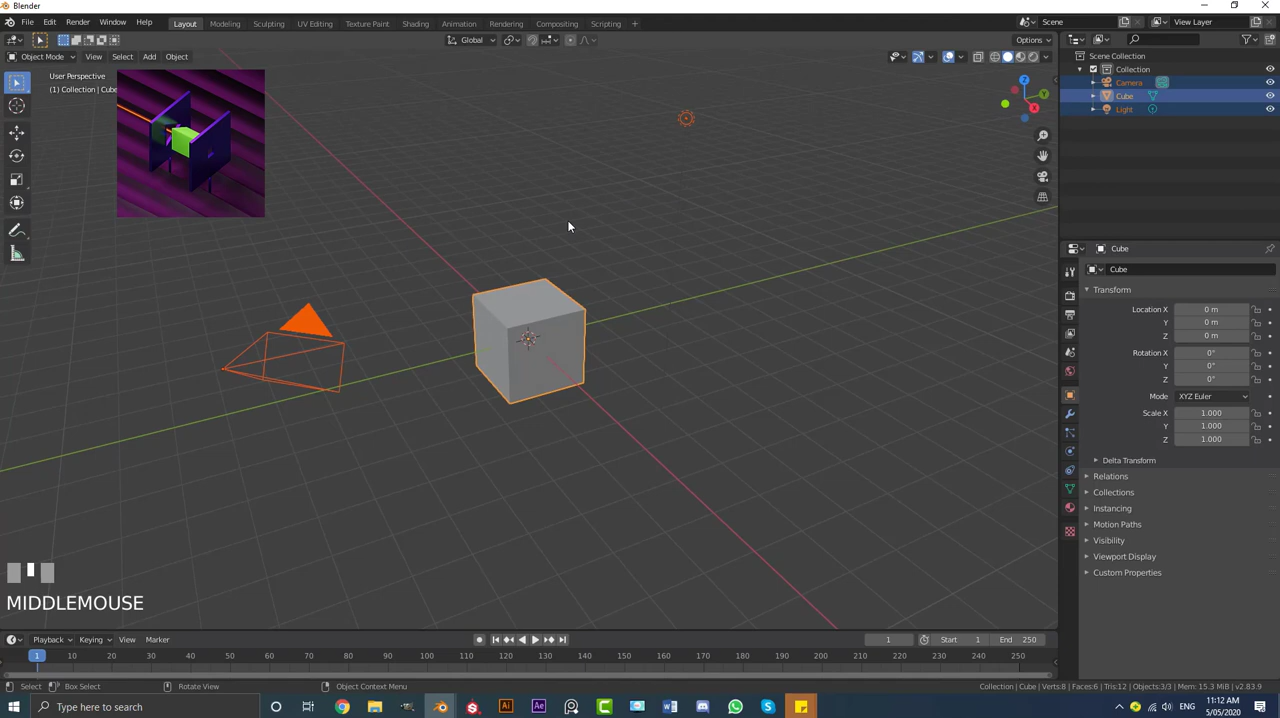 Blender
File Edit Render Window Help Layout Modeling Sculpting UV Editing Texture Paint Shading Animation Rendering Compositing Scripting + Scene View Layer
Global Options
Object Mode View Select Add Object
User Perspective
(1) Collection | Cube
Z
Y
X
Scene Collection
Collection
Camera
Cube
Light
Cube
Cube
Transform
Location X 0 m
Y 0 m
Z 0 m
Rotation X 0°
Y 0°
Z 0°
Mode XYZ Euler
Scale X 1.000
Y 1.000
Z 1.000
Delta Transform
Relations
Collections
Instancing
Motion Paths
Visibility
Viewport Display
Custom Properties
MIDDLEMOUSE
Playback Keying View Marker 1 Start 1 End 250
1 10 20 30 40 50 60 70 80 90 100 110 120 130 140 150 160 170 180 190 200 210 220 230 240 250
Select Box Select Rotate View Object Context Menu Collection | Cube | Verts:8 | Faces:6 | Tris:12 | Objects:3/3 | Mem: 15.3 MiB | v2.83.9
Type here to search Ai Ae ENG 11:12 AM
5/05/2020